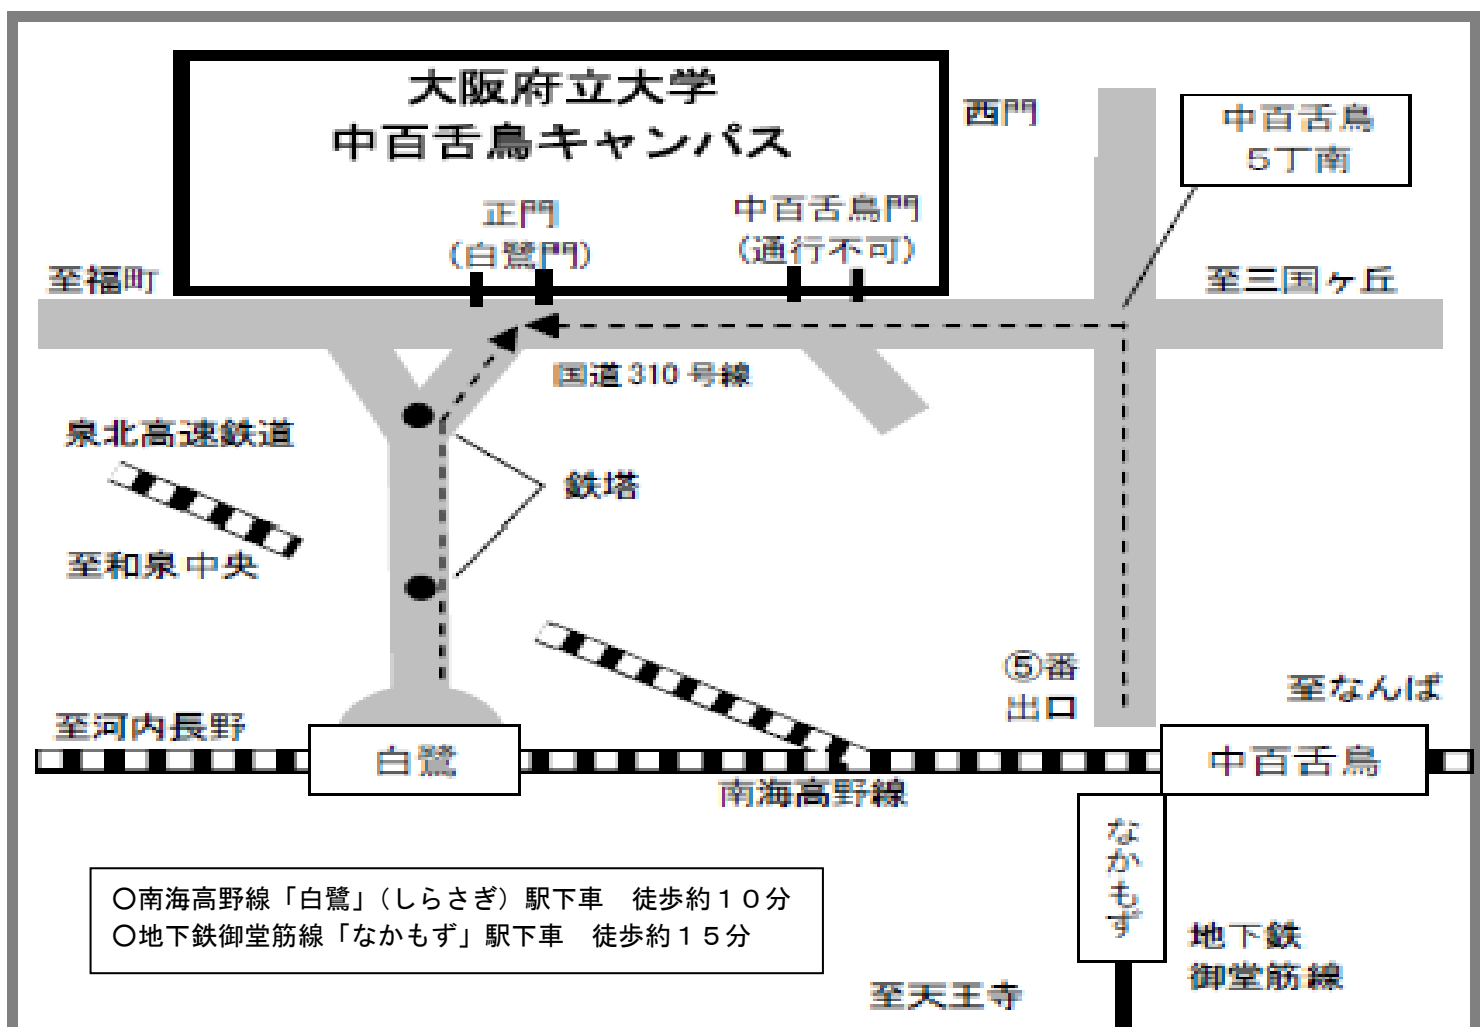 大阪府立大学
中百舌鳥キャンパス
西門
中百舌鳥
５丁南
正門
(白鷺門)
中百舌鳥門
(通行不可)
至福町
至三国ヶ丘
国道310号線
泉北高速鉄道
鉄塔
至和泉中央
⑤番
出口
至なんば
至河内長野
白鷺
中百舌鳥
南海高野線
なかもず
〇南海高野線「白鷺」（しらさぎ）駅下車　徒歩約１０分
〇地下鉄御堂筋線「なかもず」駅下車　徒歩約１５分
地下鉄
御堂筋線
至天王寺